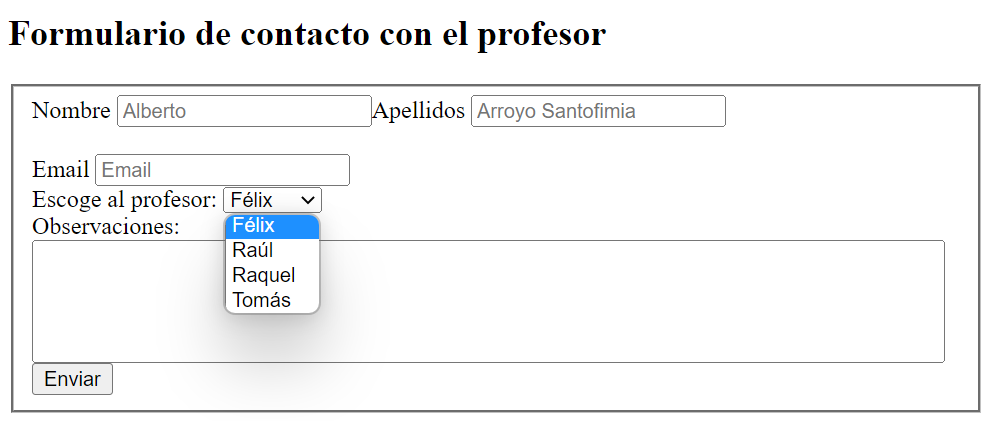 Formulario de contacto con el profesor
Nombre Alberto Apellidos Arroyo Santofimia
Email Email
Escoge al profesor: Félix
Observaciones: Félix
Raúl
Raquel
Tomás
Enviar